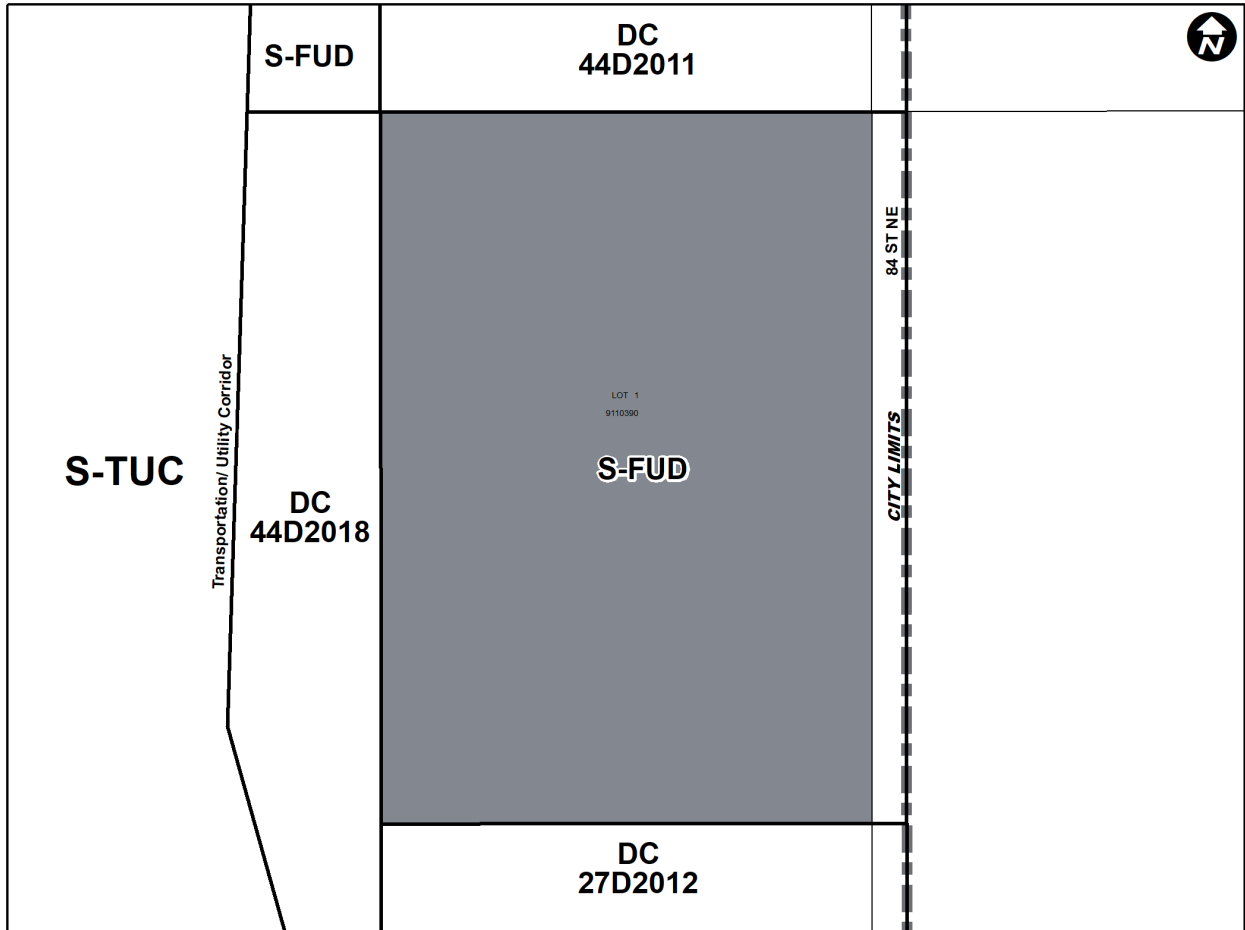 S-FUD
DC
44D2011
N
84 ST NE
LOT 1
9110390
S-FUD
CITY LIMITS
S-TUC
Transportation/ Utility Corridor
DC
44D2018
DC
27D2012